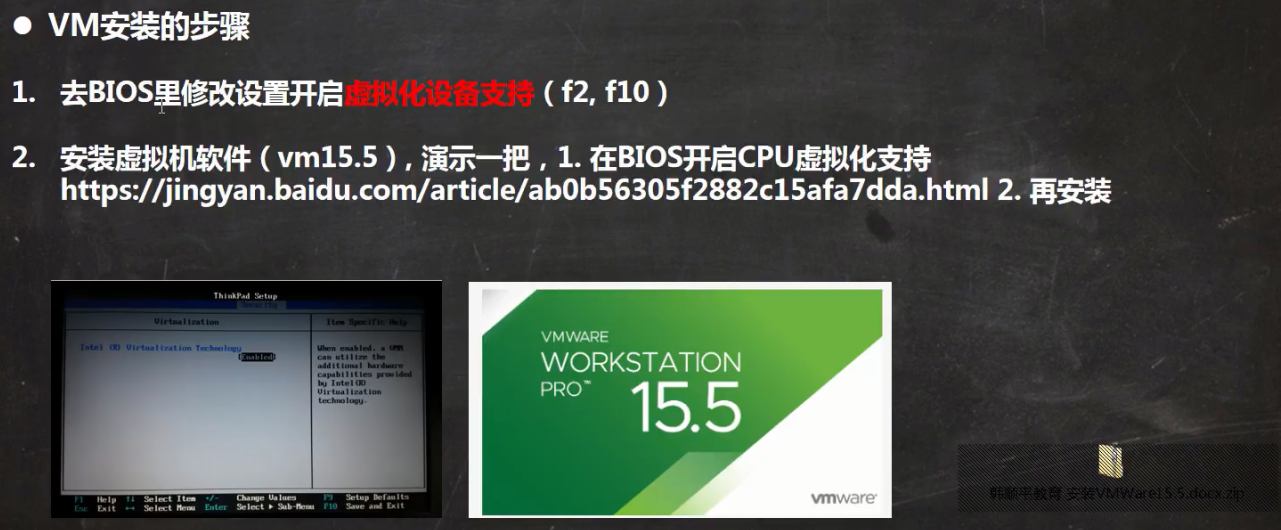 ● VM安装的步骤
1. 去BIOS里修改设置开启虚拟化设备支持（f2, f10）
2. 安装虚拟机软件（vm15.5），演示一把，1. 在BIOS开启CPU虚拟化支持
https://jingyan.baidu.com/article/ab0b56305f2882c15afa7dda.html 2. 再安装
ThinkPad Setup
Security
Virtualization
Item Specific Help
Intel (R) Virtualization Technology
[Enabled]
When enabled, a VMM
can utilize the
additional hardware
capabilities provided
by Intel(R)
Virtualization
technology.
F1 Help ↑↓ Select Item -/+ Change Values F9 Setup Defaults
Esc Exit ↔ Select Menu Enter Select ▶ Sub-Menu F10 Save and Exit
VMWARE
WORKSTATION
PRO™
15.5
vmware®
韩顺平教育 安装VMWare15.5.docx.zip